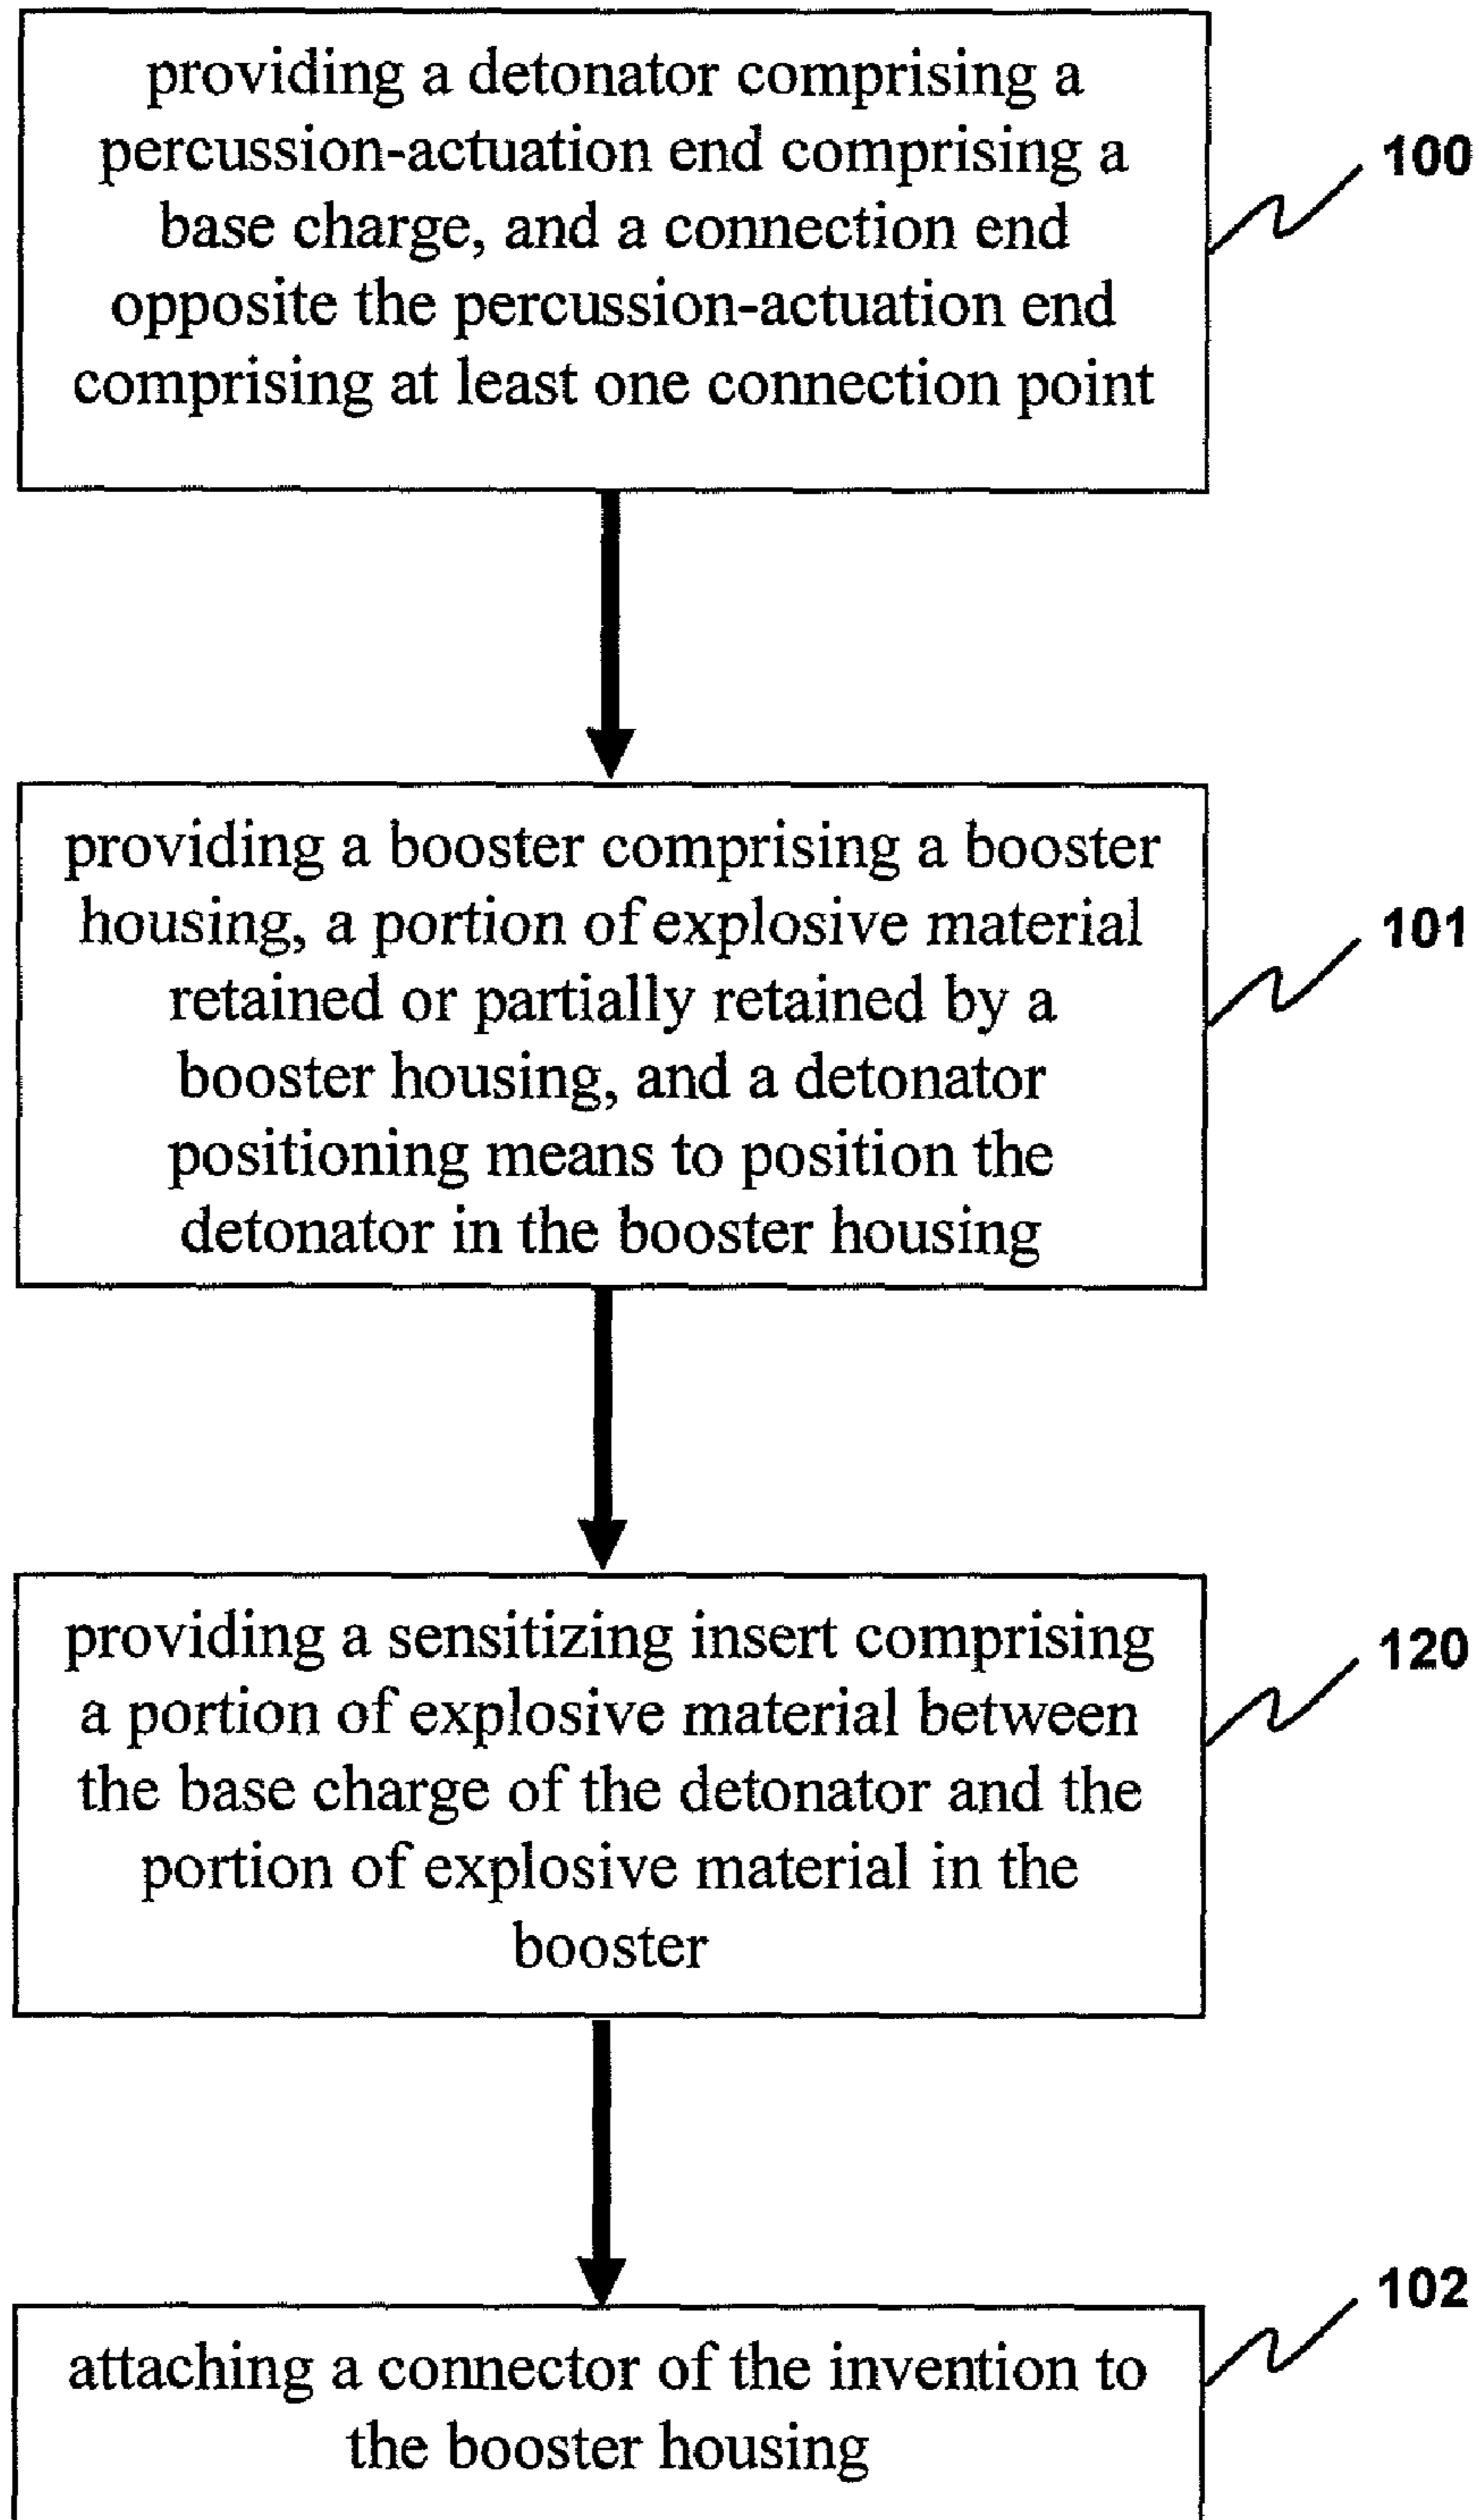 providing a detonator comprising a
percussion-actuation end comprising a
base charge, and a connection end
opposite the percussion-actuation end
comprising at least one connection point
100
providing a booster comprising a booster
housing, a portion of explosive material
retained or partially retained by a
booster housing, and a detonator
positioning means to position the
detonator in the booster housing
101
providing a sensitizing insert comprising
a portion of explosive material between
the base charge of the detonator and the
portion of explosive material in the
booster
120
attaching a connector of the invention to
the booster housing
102